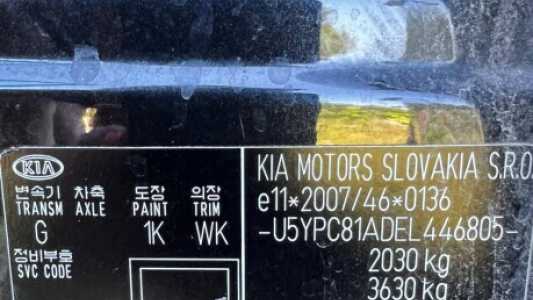 KIA
변속기 차축 도장 의장
TRANSM AXLE PAINT TRIM
G 1K WK
정비부호
SVC CODE
KIA MOTORS SLOVAKIA S.R.O
e11*2007/46*0136
-U5YPC81ADEL446805-
2030 kg
3630 kg